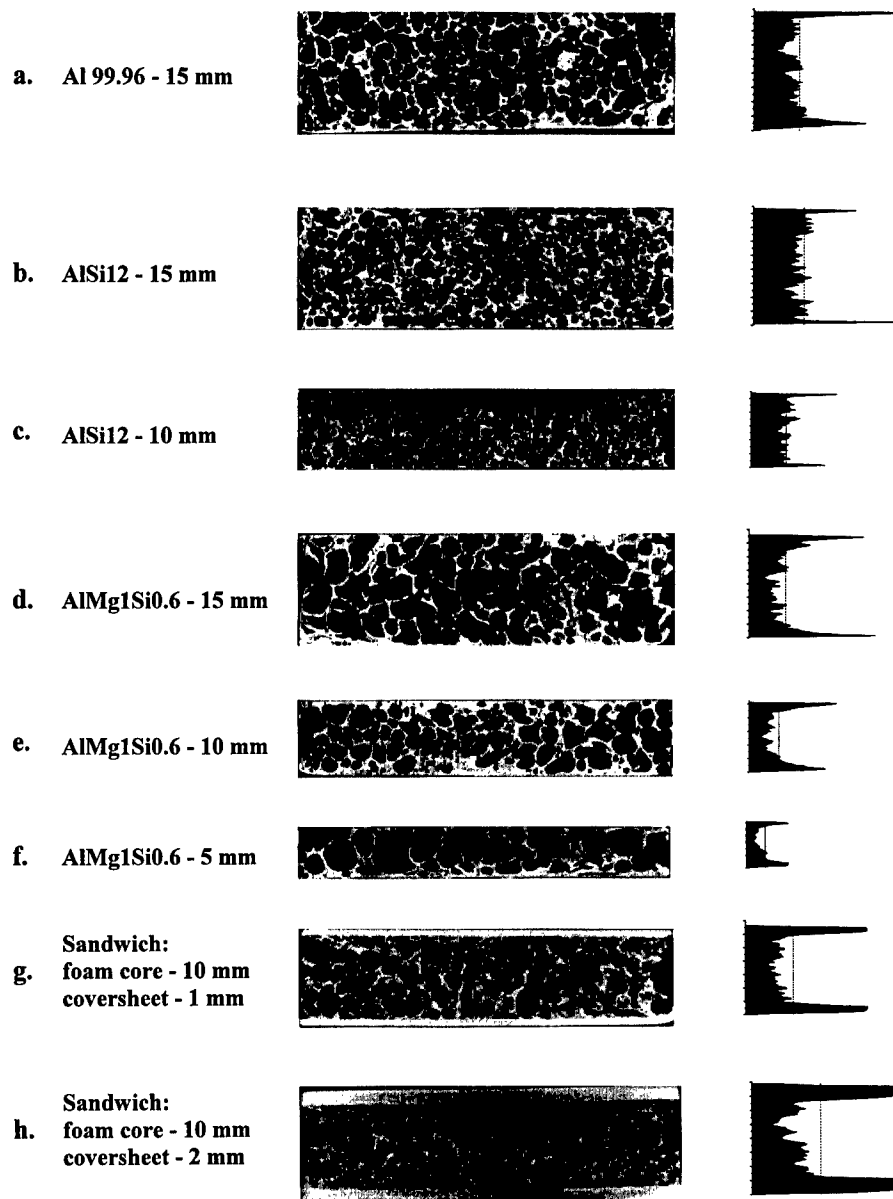 a. Al 99.96 - 15 mm
b. AlSi12 - 15 mm
c. AlSi12 - 10 mm
d. AlMg1Si0.6 - 15 mm
e. AlMg1Si0.6 - 10 mm
f. AlMg1Si0.6 - 5 mm
Sandwich:
g. foam core - 10 mm
coversheet - 1 mm
Sandwich:
h. foam core - 10 mm
coversheet - 2 mm